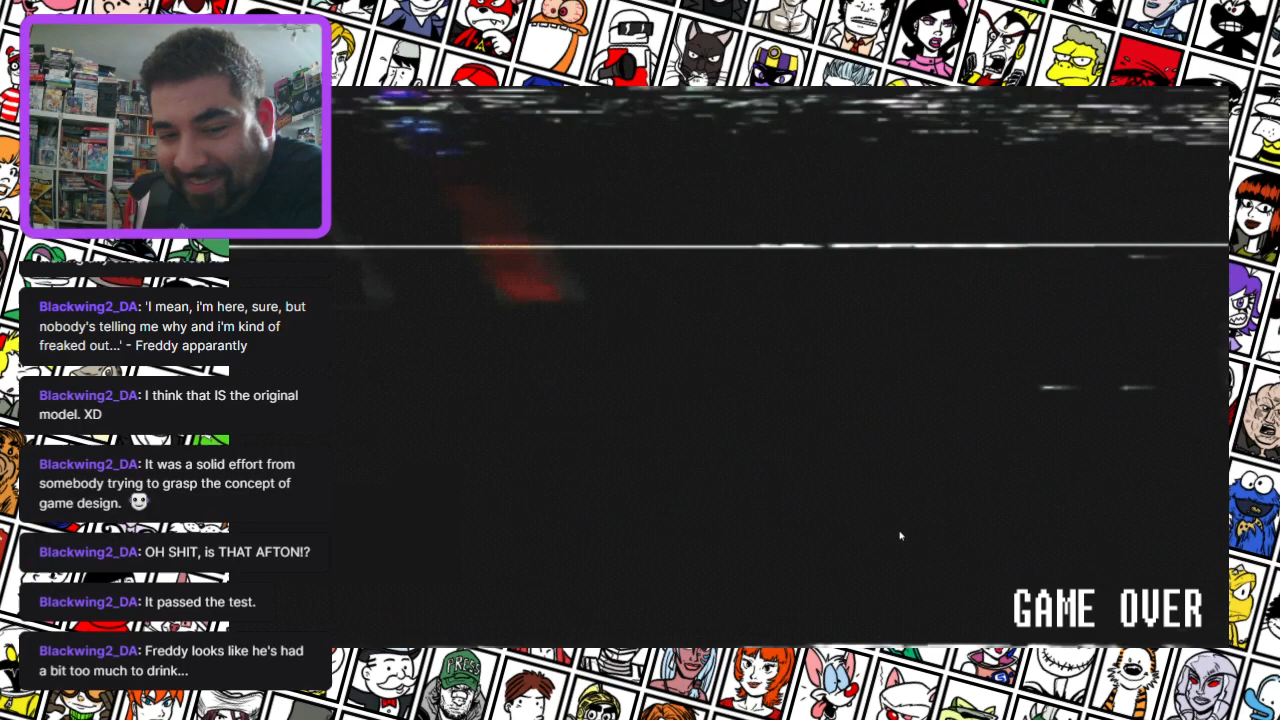 Blackwing2_DA: 'I mean, i'm here, sure, but
nobody's telling me why and i'm kind of
freaked out...' - Freddy apparantly
Blackwing2_DA: I think that IS the original
model. XD
Blackwing2_DA: It was a solid effort from
somebody trying to grasp the concept of
game design.
Blackwing2_DA: OH SHIT, is THAT AFTON!?
Blackwing2_DA: It passed the test.
Blackwing2_DA: Freddy looks like he's had
a bit too much to drink...
GAME OVER
PRESS